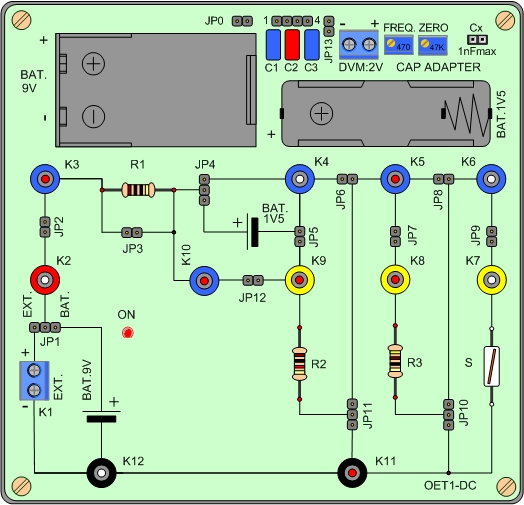 JP0
1
4
JP13
-
+
FREQ.
ZERO
Cx
470
47K
1nFmax
C1
C2
C3
DVM:2V
CAP ADAPTER
+
BAT.
9V
-
+
-
+
+
BAT.1V5
K3
R1
JP4
K4
K5
K6
JP6
JP8
BAT.
1V5
+
JP2
JP3
K10
JP5
JP7
JP9
K2
K9
K8
K7
JP12
EXT.
BAT.
JP1
ON
+
EXT.
-
K1
BAT.9V
+
R2
R3
S
JP11
JP10
K12
K11
OET1-DC